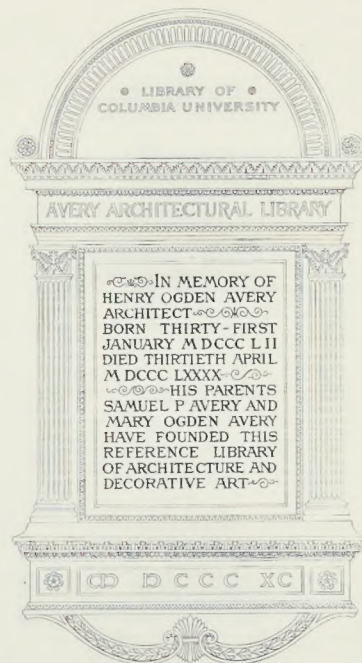 LIBRARY OF
COLUMBIA UNIVERSITY
AVERY ARCHITECTURAL LIBRARY
IN MEMORY OF
HENRY OGDEN AVERY
ARCHITECT
BORN THIRTY-FIRST
JANUARY M DCCC LII
DIED THIRTIETH APRIL
M DCCC LXXXX
HIS PARENTS
SAMUEL P AVERY AND
MARY OGDEN AVERY
HAVE FOUNDED THIS
REFERENCE LIBRARY
OF ARCHITECTURE AND
DECORATIVE ART
M D C C C XC